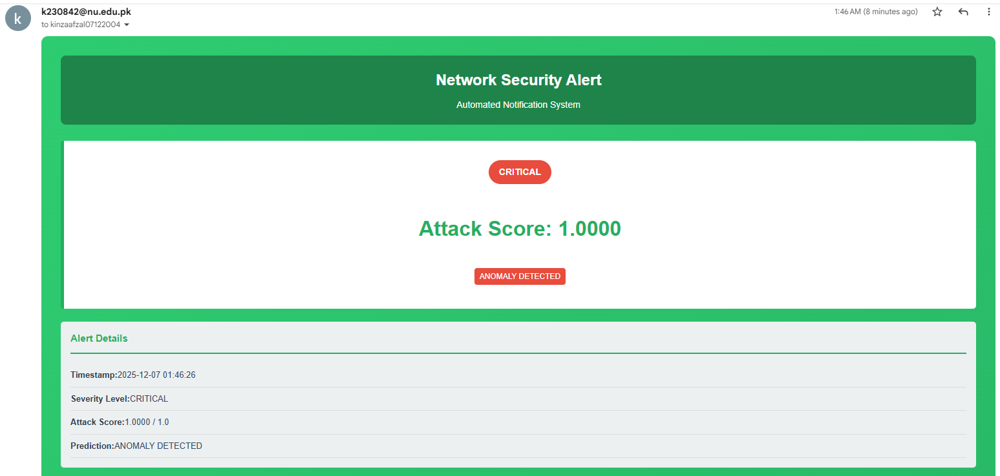 k
k230842@nu.edu.pk
1:46 AM (8 minutes ago)
to kinzaafzal07122004
Network Security Alert
Automated Notification System
CRITICAL
Attack Score: 1.0000
ANOMALY DETECTED
Alert Details
Timestamp:2025-12-07 01:46:26
Severity Level:CRITICAL
Attack Score:1.0000 / 1.0
Prediction:ANOMALY DETECTED